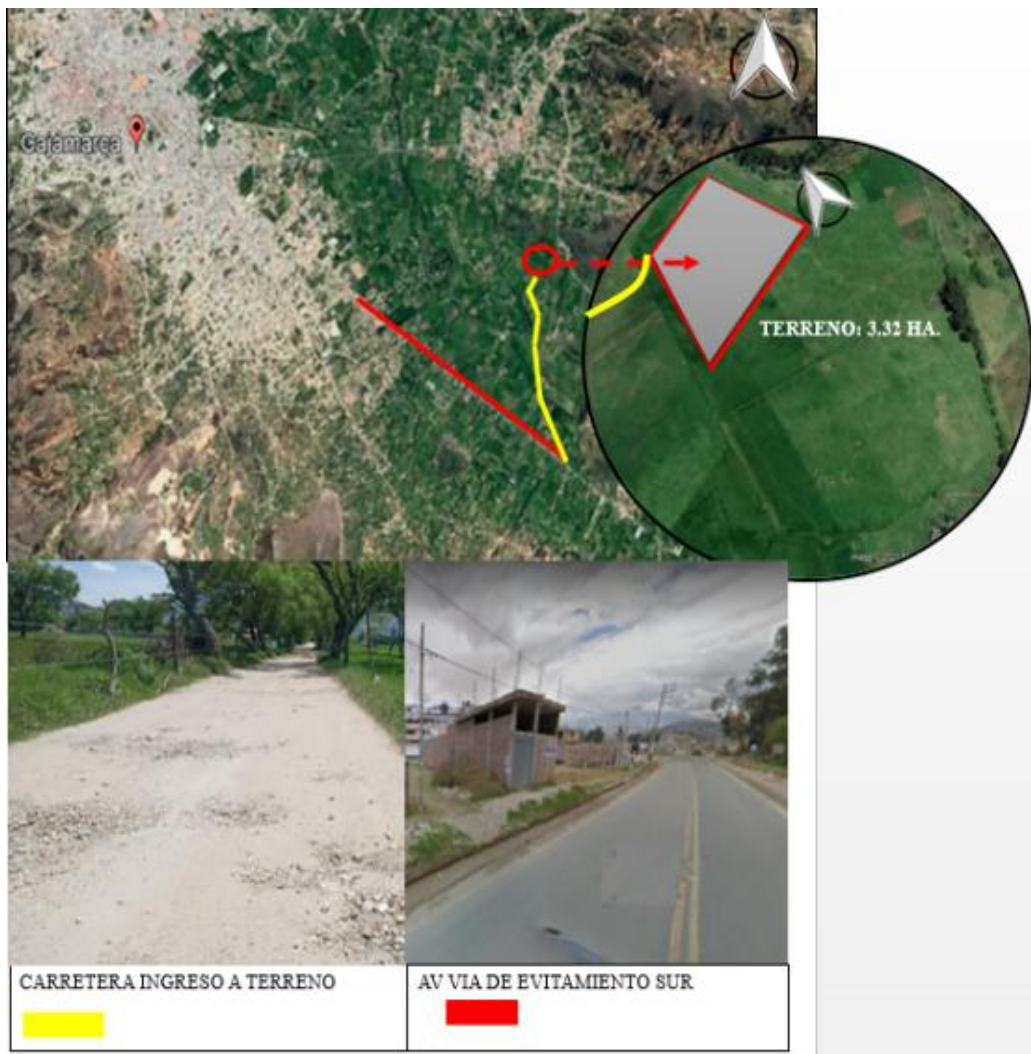 Cajamarca
TERRENO: 3.32 HA.
CARRETERA INGRESO A TERRENO
AV VIA DE EVITAMIENTO SUR